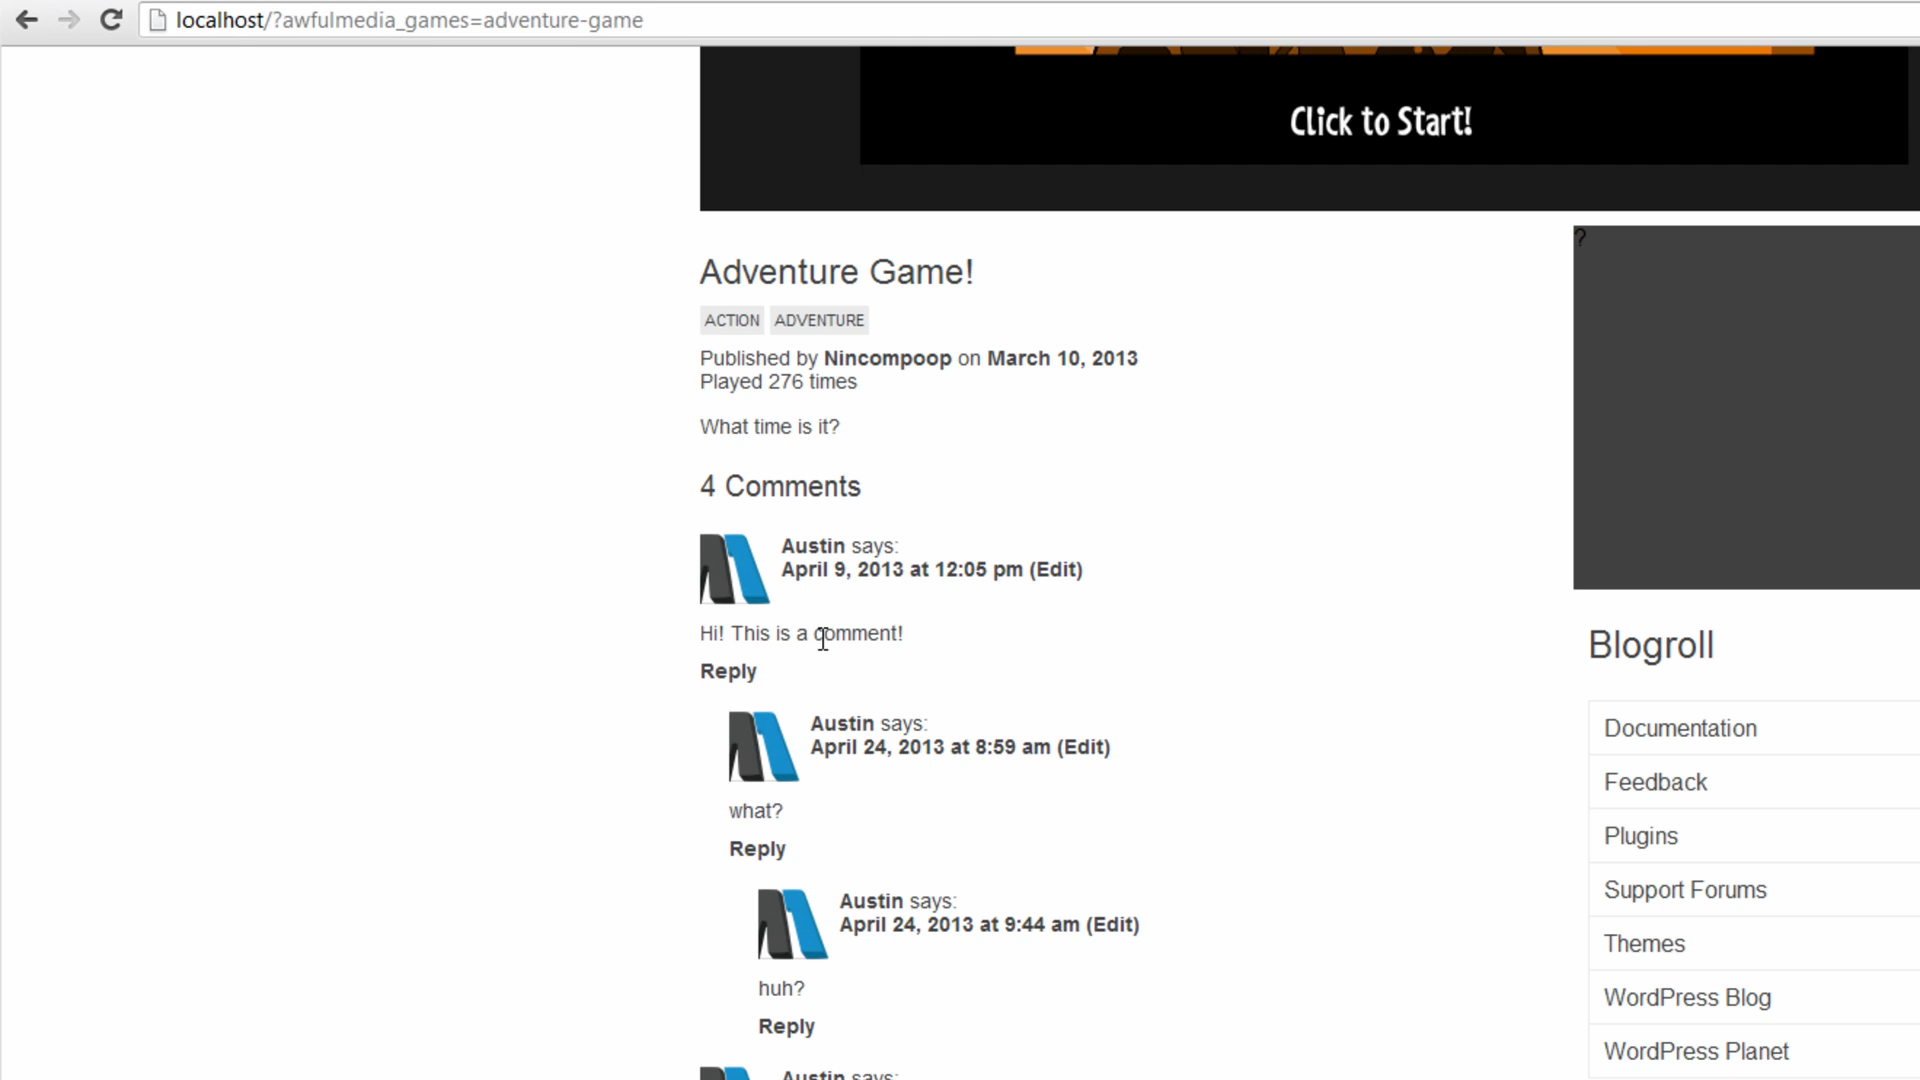 localhost/?awfulmedia_games=adventure-game
Click to Start!
?
Adventure Game!
ACTION ADVENTURE
Published by Nincompoop on March 10, 2013
Played 276 times
What time is it?
4 Comments
Austin says:
April 9, 2013 at 12:05 pm (Edit)
Hi! This is a comment!
Reply
Austin says:
April 24, 2013 at 8:59 am (Edit)
what?
Reply
Austin says:
April 24, 2013 at 9:44 am (Edit)
huh?
Reply
Austin says:
Blogroll
Documentation
Feedback
Plugins
Support Forums
Themes
WordPress Blog
WordPress Planet